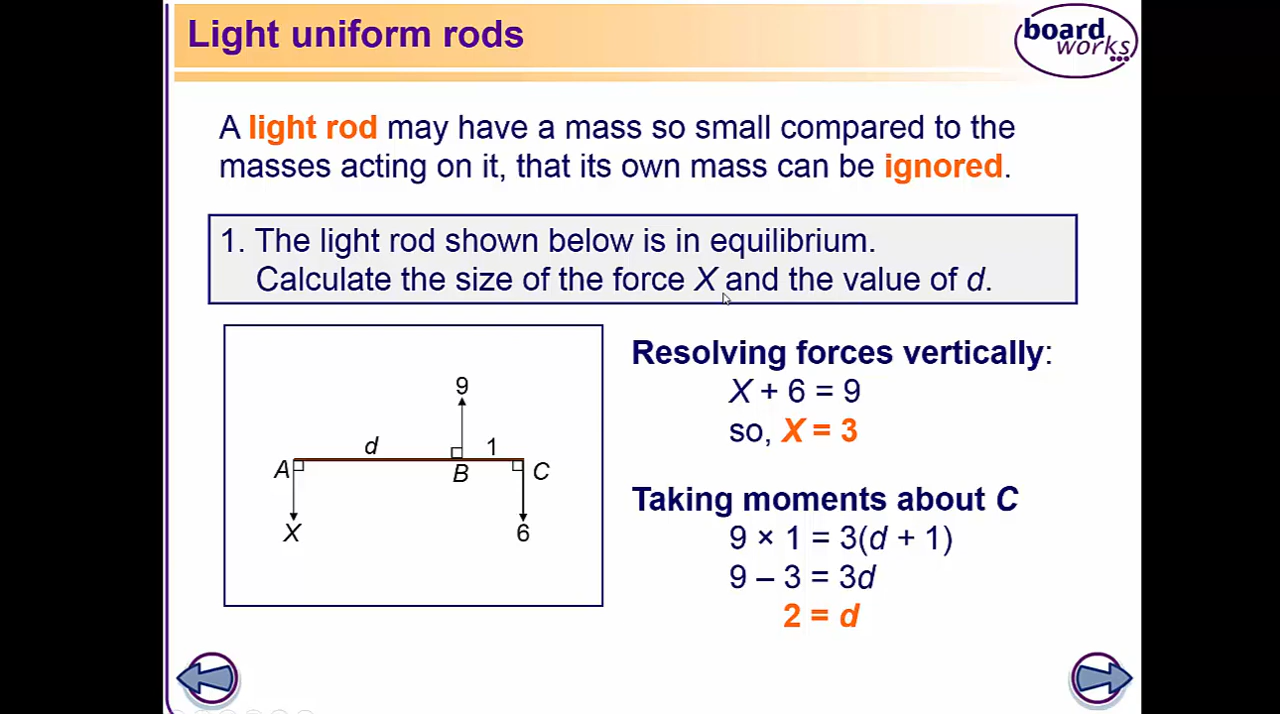 Light uniform rods
board
works
A light rod may have a mass so small compared to the
masses acting on it, that its own mass can be ignored.
1. The light rod shown below is in equilibrium.
Calculate the size of the force X and the value of d.
9
d
1
A
B
C
X
6
Resolving forces vertically:
X + 6 = 9
so, X = 3
Taking moments about C
9 × 1 = 3(d + 1)
9 – 3 = 3d
2 = d